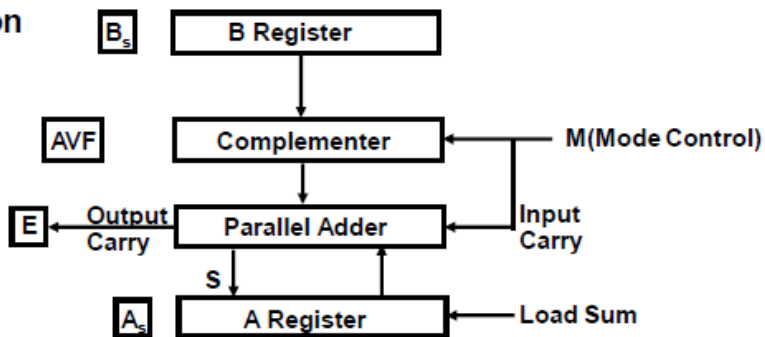 on
Bs
B Register
AVF
Complementer
M(Mode Control)
E
Output
Carry
Parallel Adder
Input
Carry
S
As
A Register
Load Sum